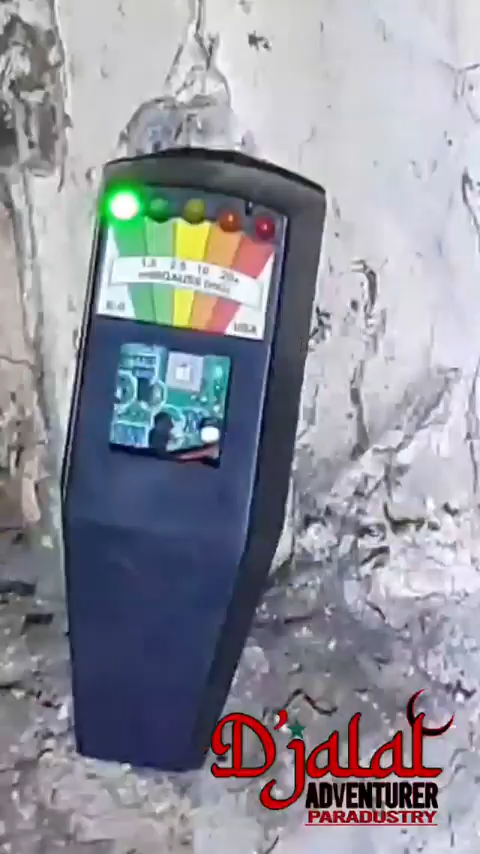 1.5 2.5 10 20+
MILLIGAUSS (mG)
K-II
USA
D'jalal
ADVENTURER
PARADUSTRY